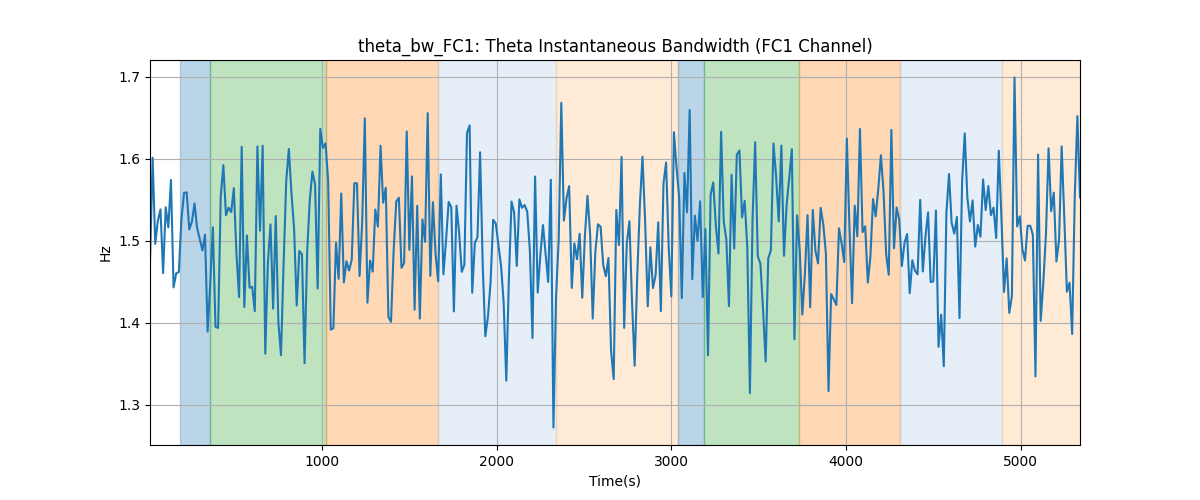 theta_bw_FC1: Theta Instantaneous Bandwidth (FC1 Channel)
1.7
1.6
1.5
1.4
1.3
Hz
1000 2000 3000 4000 5000
Time(s)